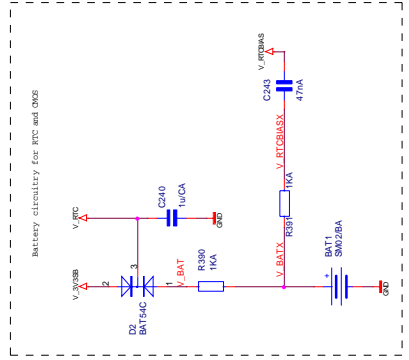 Battery circuitry for RTC and CMOS
V_RTCBIAS
C243
47nA
V_RTCBIASX
1KA
R391
V_RTC
C240
1u/CA
GND
V_3V3SB
2
3
1
D2
BAT54C
V_BAT
R390
1KA
V_BATX
BAT1
SM02/BA
+
GND